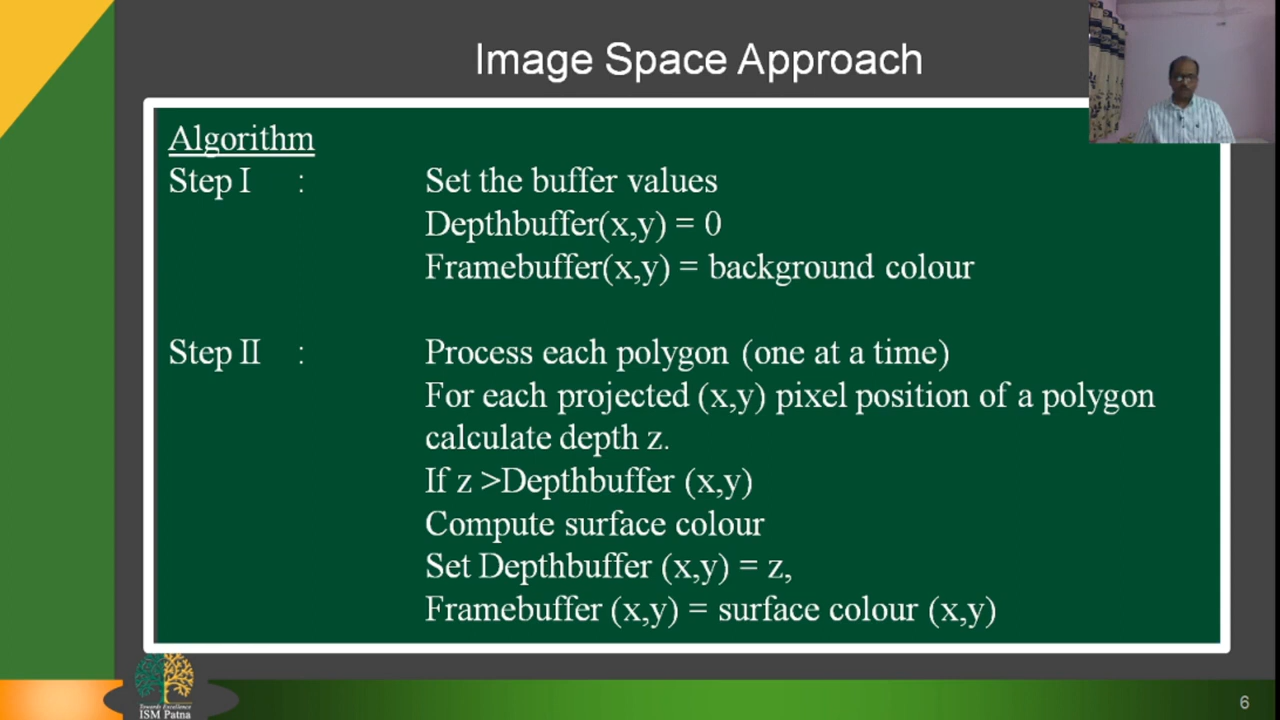 Image Space Approach
Algorithm
Step I : Set the buffer values
Depthbuffer(x,y) = 0
Framebuffer(x,y) = background colour
Step II : Process each polygon (one at a time)
For each projected (x,y) pixel position of a polygon
calculate depth z.
If z >Depthbuffer (x,y)
Compute surface colour
Set Depthbuffer (x,y) = z,
Framebuffer (x,y) = surface colour (x,y)
Towards Excellence
ISM Patna
6